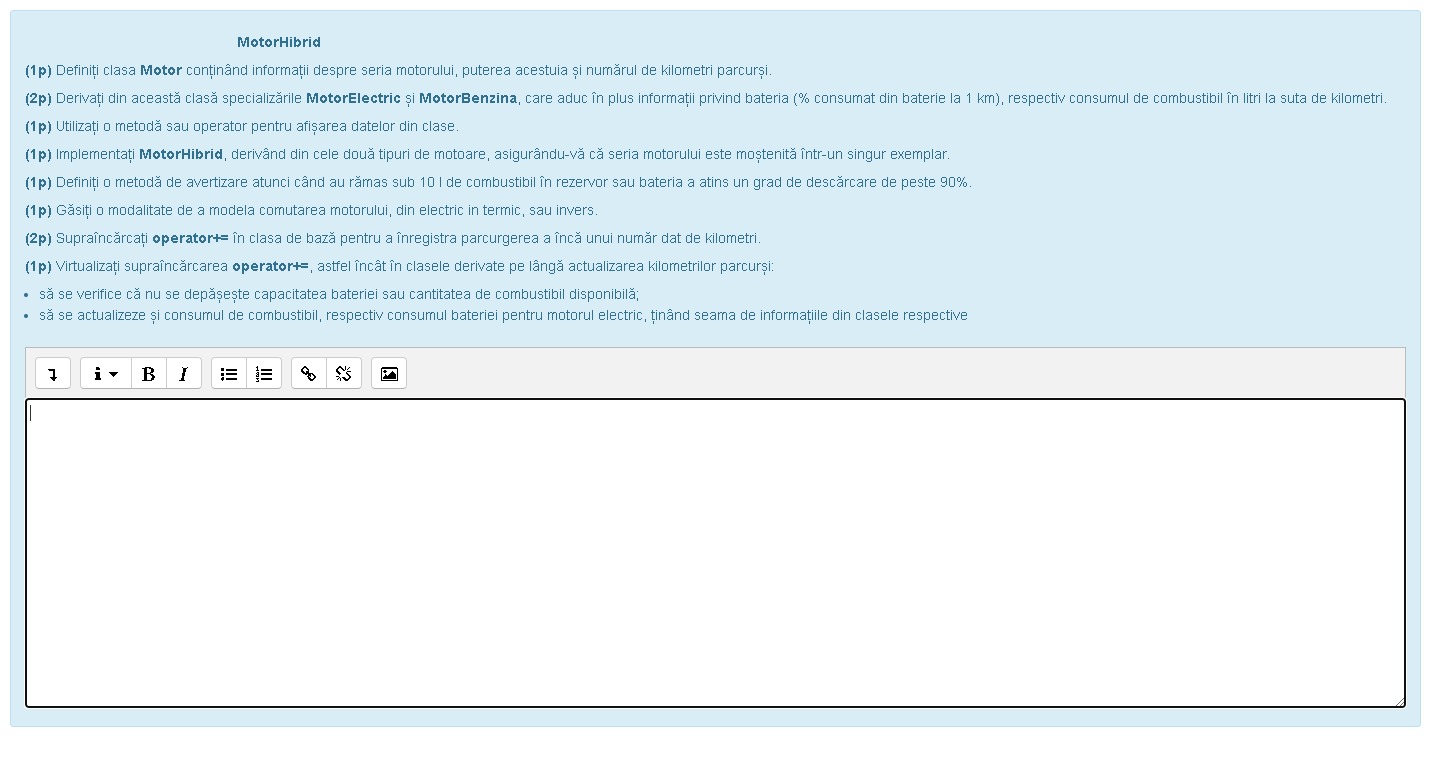 MotorHibrid
(1p) Definiți clasa Motor conținând informații despre seria motorului, puterea acestuia și numărul de kilometri parcurși.
(2p) Derivați din această clasă specializările MotorElectric și MotorBenzina, care aduc în plus informații privind bateria (% consumat din baterie la 1 km), respectiv consumul de combustibil în litri la suta de kilometri.
(1p) Utilizați o metodă sau operator pentru afișarea datelor din clase.
(1p) Implementați MotorHibrid, derivând din cele două tipuri de motoare, asigurându-vă că seria motorului este moștenită într-un singur exemplar.
(1p) Definiți o metodă de avertizare atunci când au rămas sub 10 l de combustibil în rezervor sau bateria a atins un grad de descărcare de peste 90%.
(1p) Găsiți o modalitate de a modela comutarea motorului, din electric in termic, sau invers.
(2p) Supraîncărcați operator+= în clasa de bază pentru a înregistra parcurgerea a încă unui număr dat de kilometri.
(1p) Virtualizați supraîncărcarea operator+=, astfel încât în clasele derivate pe lângă actualizarea kilometrilor parcurși:
• să se verifice că nu se depășește capacitatea bateriei sau cantitatea de combustibil disponibilă;
• să se actualizeze și consumul de combustibil, respectiv consumul bateriei pentru motorul electric, ținând seama de informațiile din clasele respective